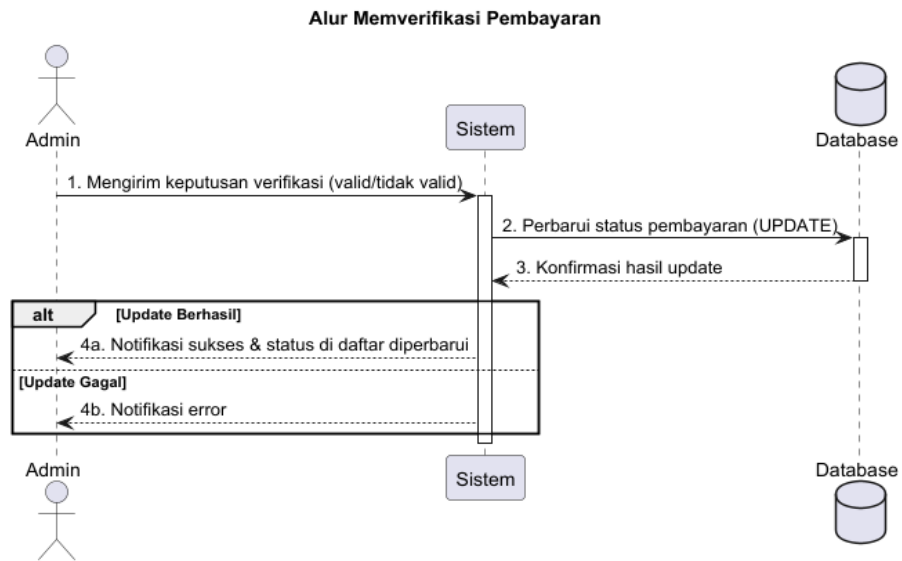 Alur Memverifikasi Pembayaran
Admin
Sistem
Database
1. Mengirim keputusan verifikasi (valid/tidak valid)
2. Perbarui status pembayaran (UPDATE)
3. Konfirmasi hasil update
alt [Update Berhasil]
4a. Notifikasi sukses & status di daftar diperbarui
[Update Gagal]
4b. Notifikasi error
Admin
Sistem
Database